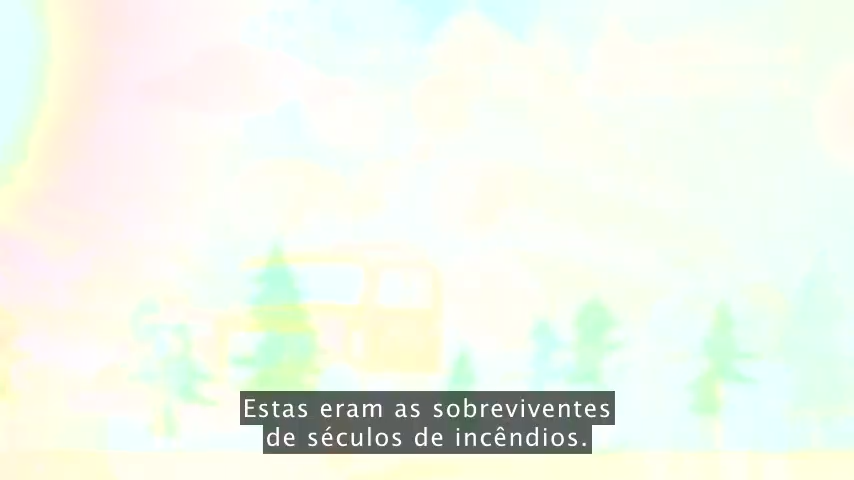 Estas eram as sobreviventes
de séculos de incêndios.